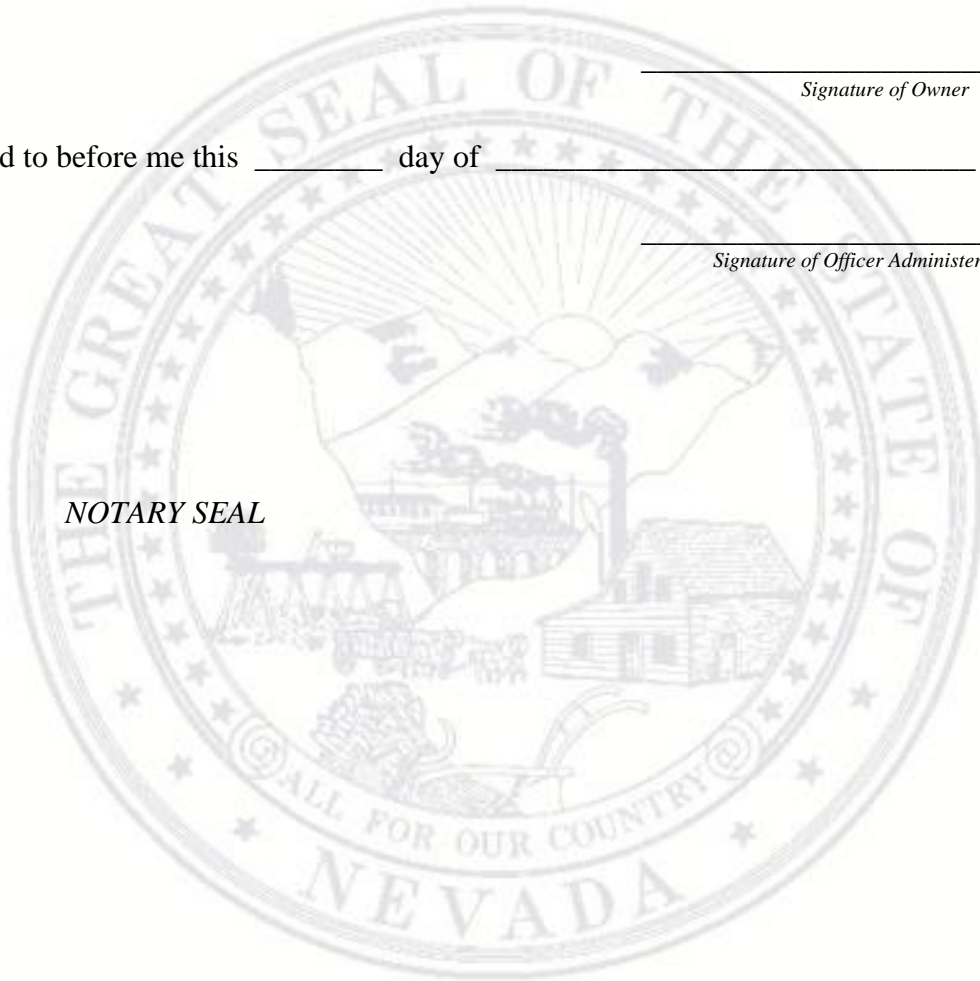 Signature of Owner
d to before me this ________ day of ______________________________
Signature of Officer Administer
NOTARY SEAL
THE GREAT SEAL OF THE STATE OF
NEVADA
ALL FOR OUR COUNTRY